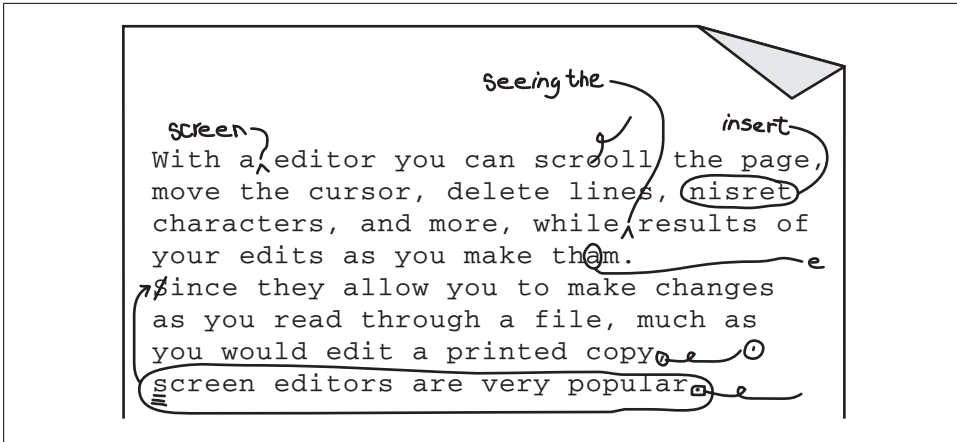 seeing the
screen
insert
With a editor you can scrooll the page,
move the cursor, delete lines, nisret
characters, and more, while results of
your edits as you make tham.
e
Since they allow you to make changes
as you read through a file, much as
you would edit a printed copy,
screen editors are very popular.